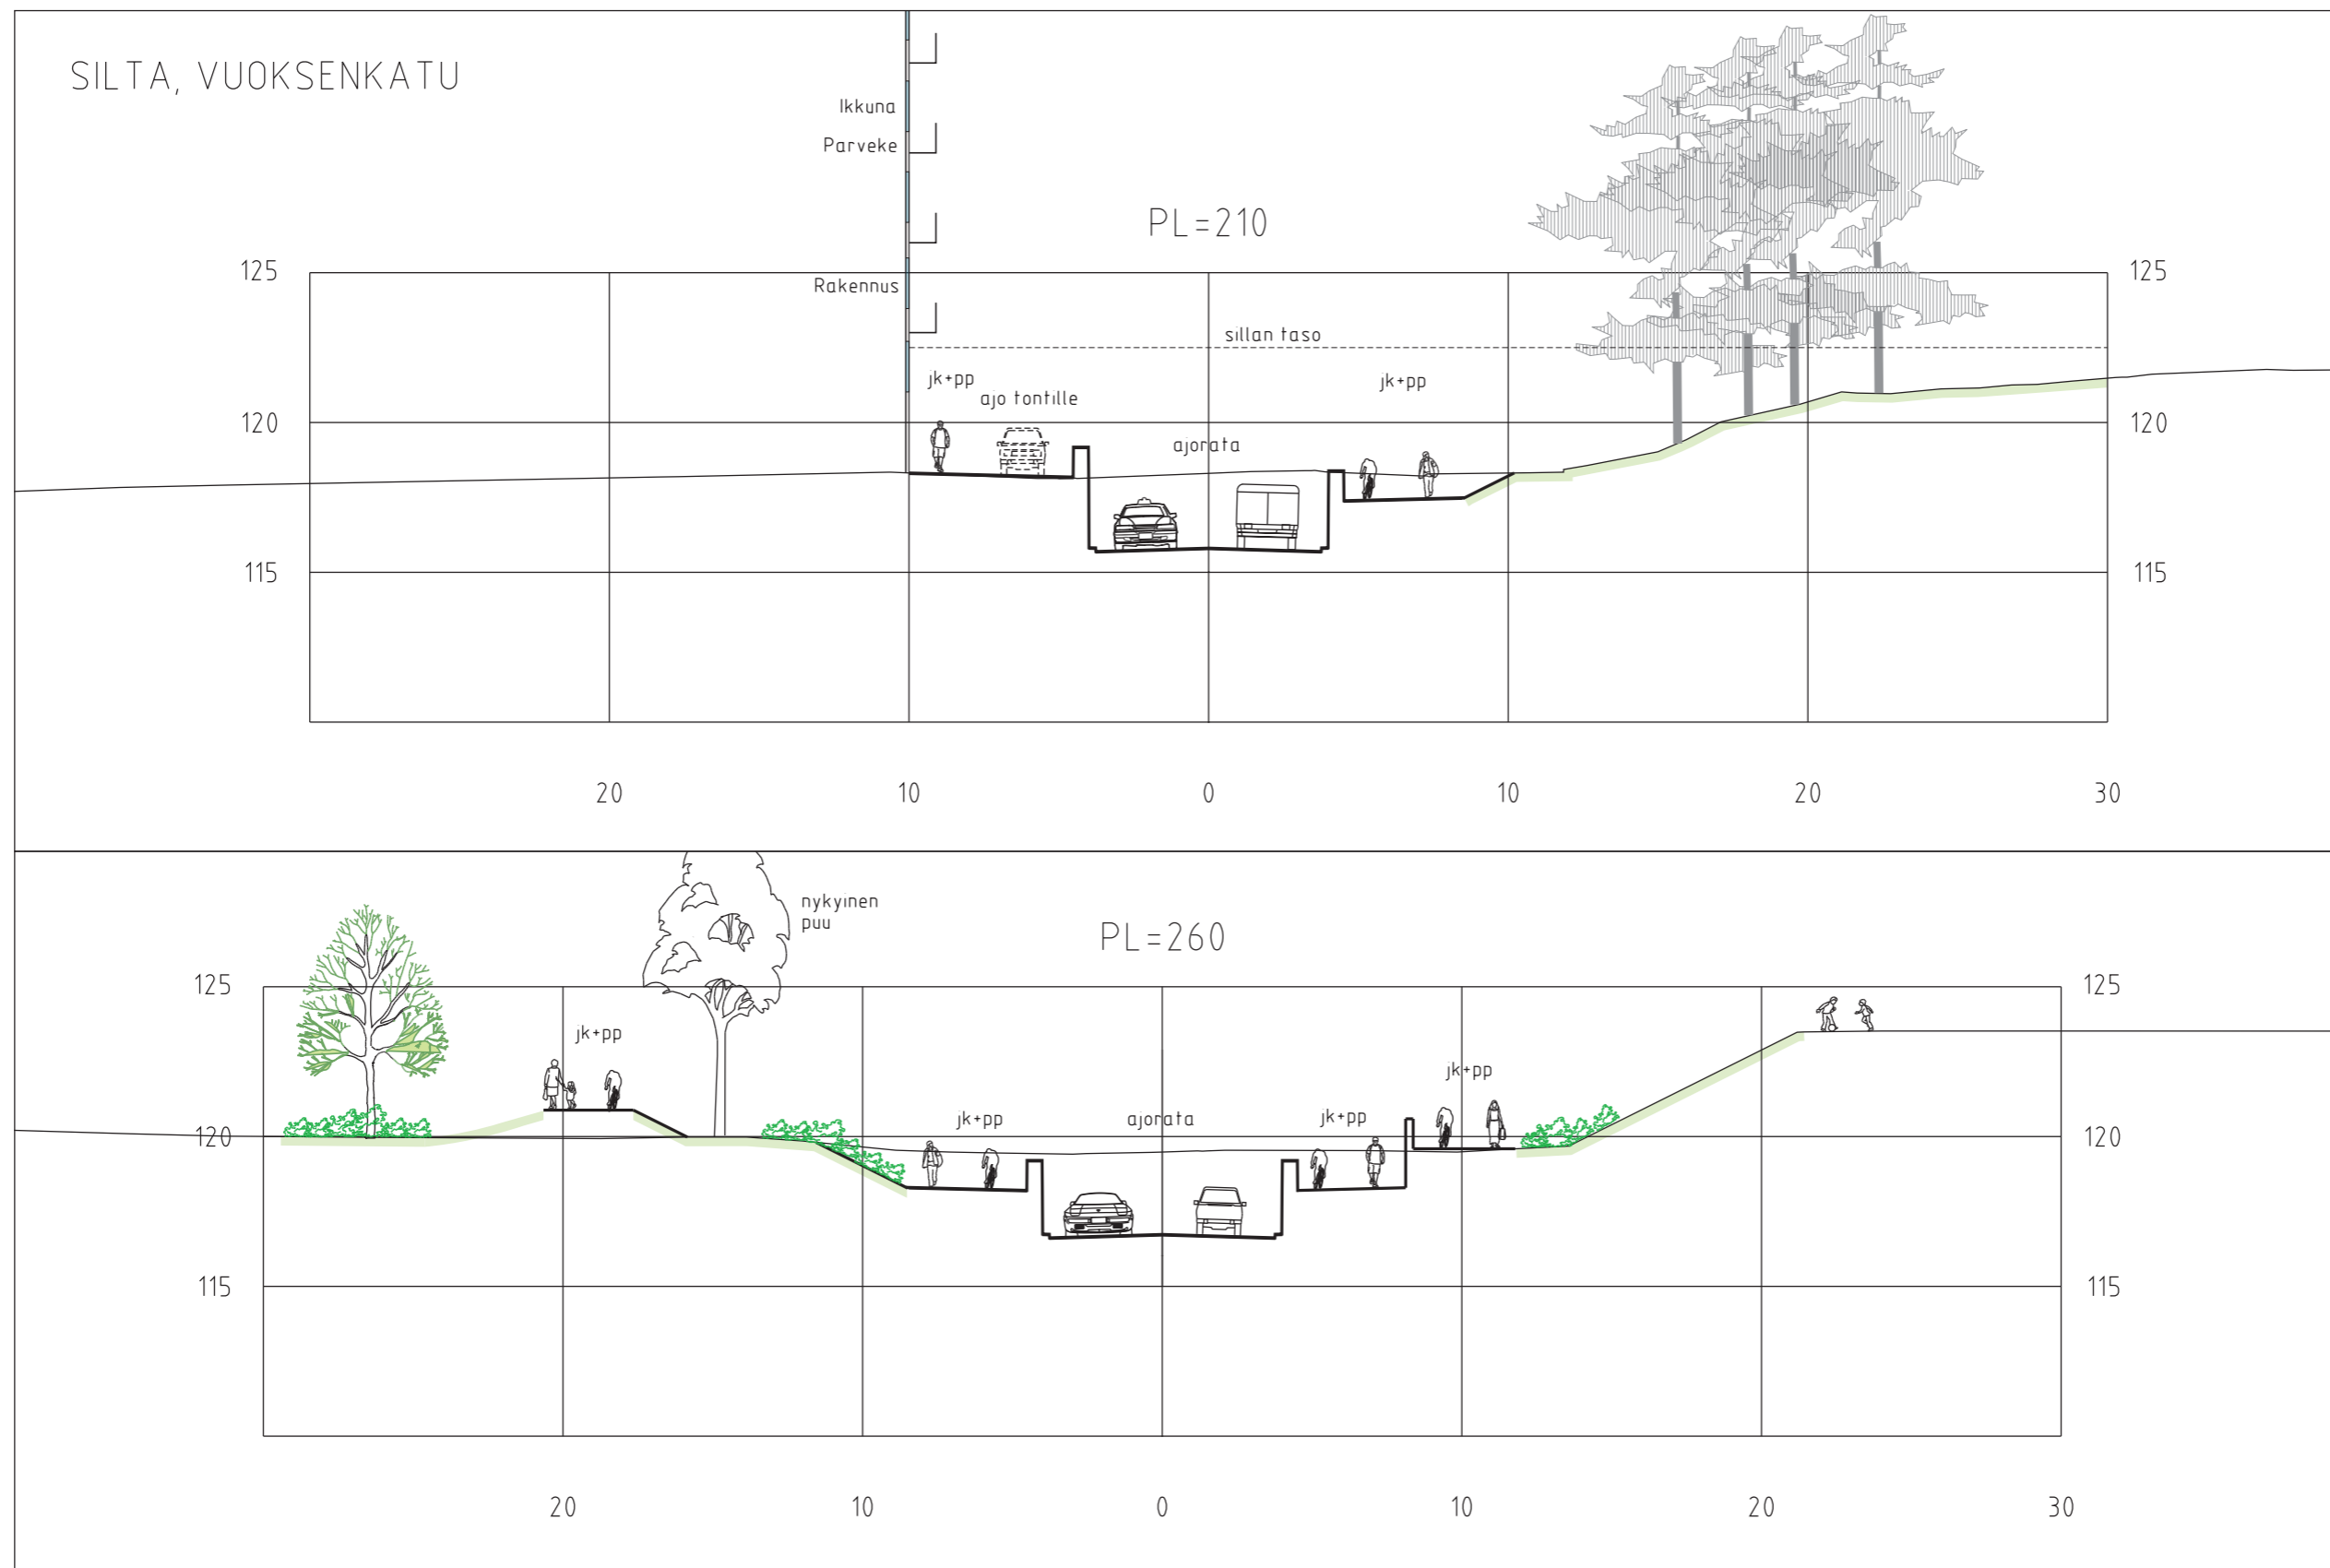 SILTA, VUOKSENKATU
Ikkuna
Parveke
PL=210
125
125
Rakennus
sillan taso
jk+pp
jk+pp
ajo tontille
120
120
ajorata
115
115
20
10
0
10
20
30
nykyinen
puu
PL=260
125
125
jk+pp
jk+pp
jk+pp
ajorata
jk+pp
120
120
115
115
20
10
0
10
20
30